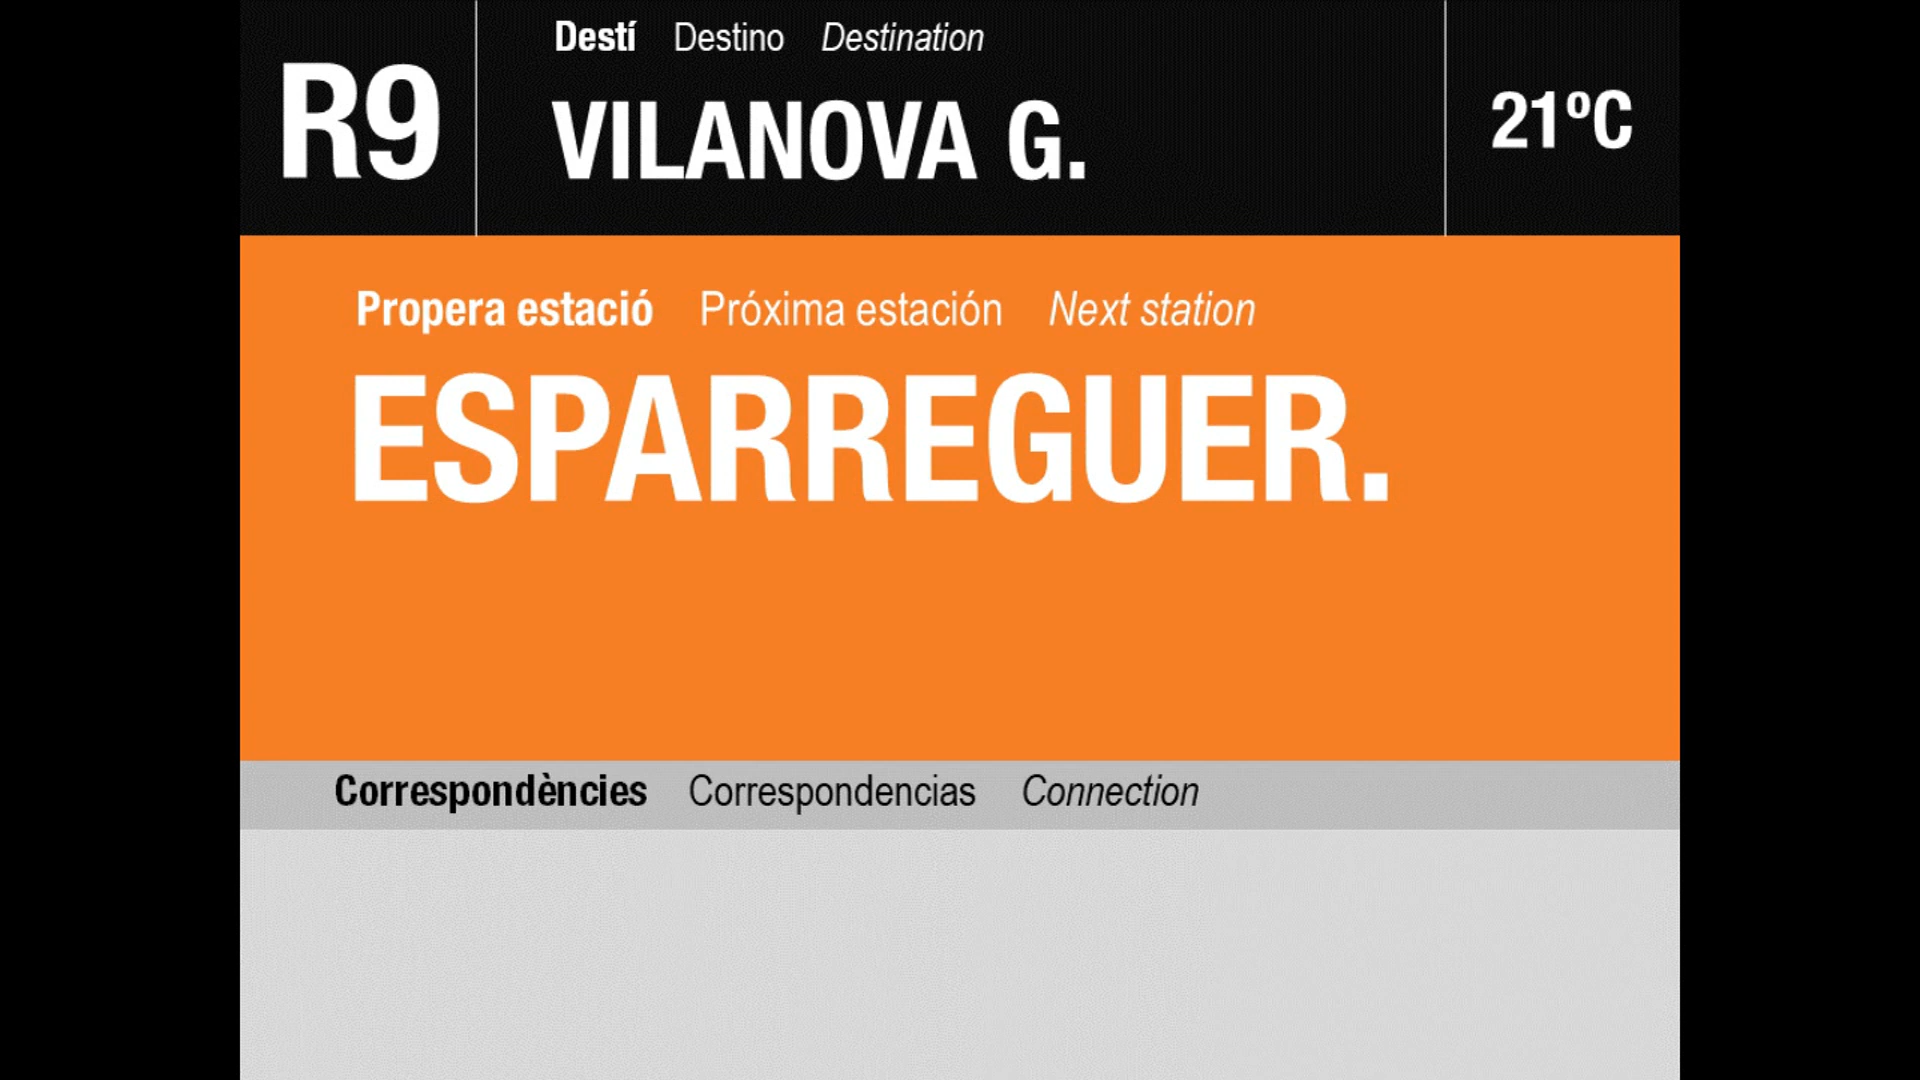 R9
Destí Destino Destination
VILANOVA G.
21ºC
Propera estació Próxima estación Next station
ESPARREGUER.
Correspondències Correspondencias Connection